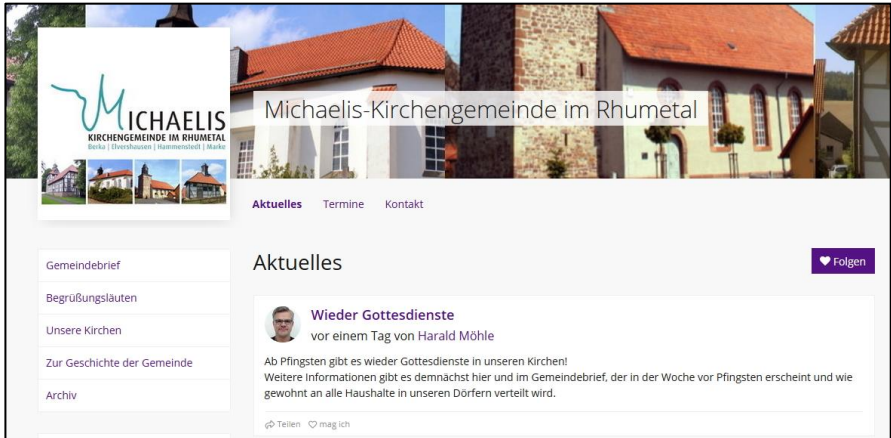 MICHAELIS
KIRCHENGEMEINDE IM RHUMETAL
Berka | Elvershausen | Hammenstedt | Marke
Michaelis-Kirchengemeinde im Rhumetal
Aktuelles Termine Kontakt
Gemeindebrief
Begrüßungsläuten
Unsere Kirchen
Zur Geschichte der Gemeinde
Archiv
Aktuelles
Folgen
Wieder Gottesdienste
vor einem Tag von Harald Möhle
Ab Pfingsten gibt es wieder Gottesdienste in unseren Kirchen!
Weitere Informationen gibt es demnächst hier und im Gemeindebrief, der in der Woche vor Pfingsten erscheint und wie
gewohnt an alle Haushalte in unseren Dörfern verteilt wird.
Teilen mag ich